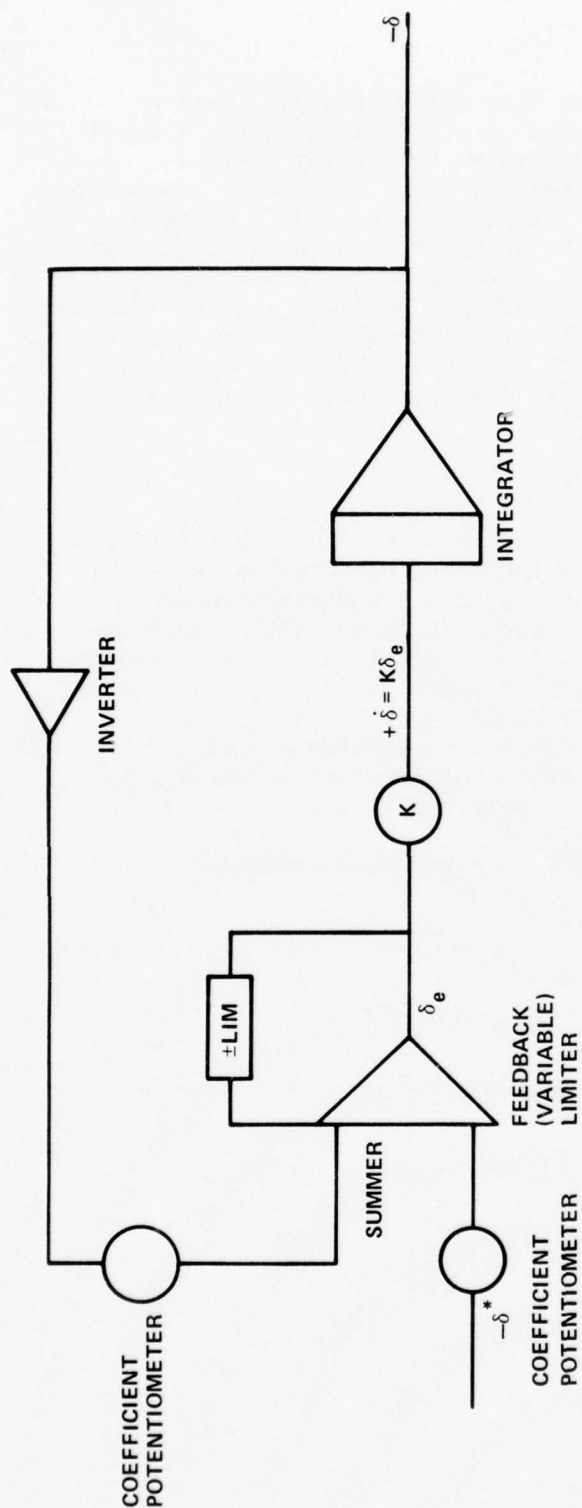 COEFFICIENT
POTENTIOMETER
INVERTER
±LIM
SUMMER
δe
K
+ δ̇ = Kδe
−δ
INTEGRATOR
−δ*
COEFFICIENT
POTENTIOMETER
FEEDBACK
(VARIABLE)
LIMITER